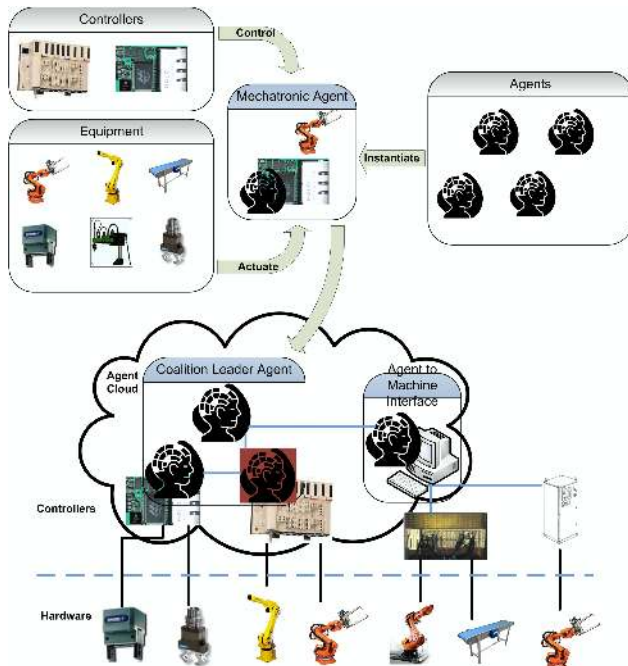 Controllers
Control
Mechatronic Agent
Agents
Equipment
Instantiate
Actuate
Agent
Cloud
Coalition Leader Agent
Agent to
Machine
Interface
Controllers
Hardware